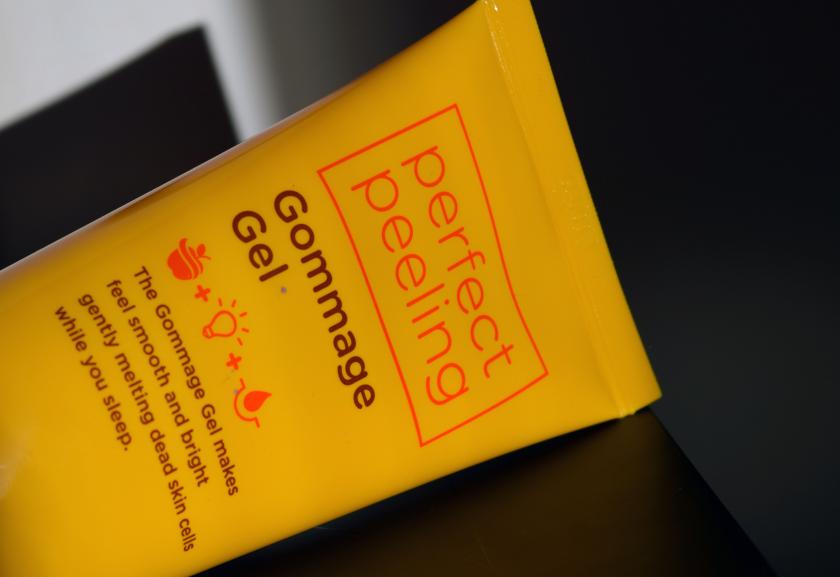 perfect
peeling
Gommage
Gel
The Gommage Gel makes
feel smooth and bright
gently melting dead skin cells
while you sleep.